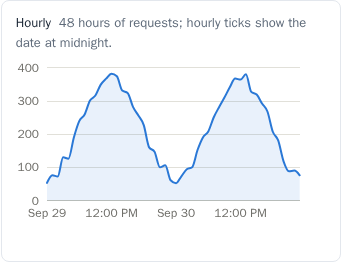 Hourly 48 hours of requests; hourly ticks show the
date at midnight.
400
300
200
100
0
Sep 29 12:00 PM Sep 30 12:00 PM